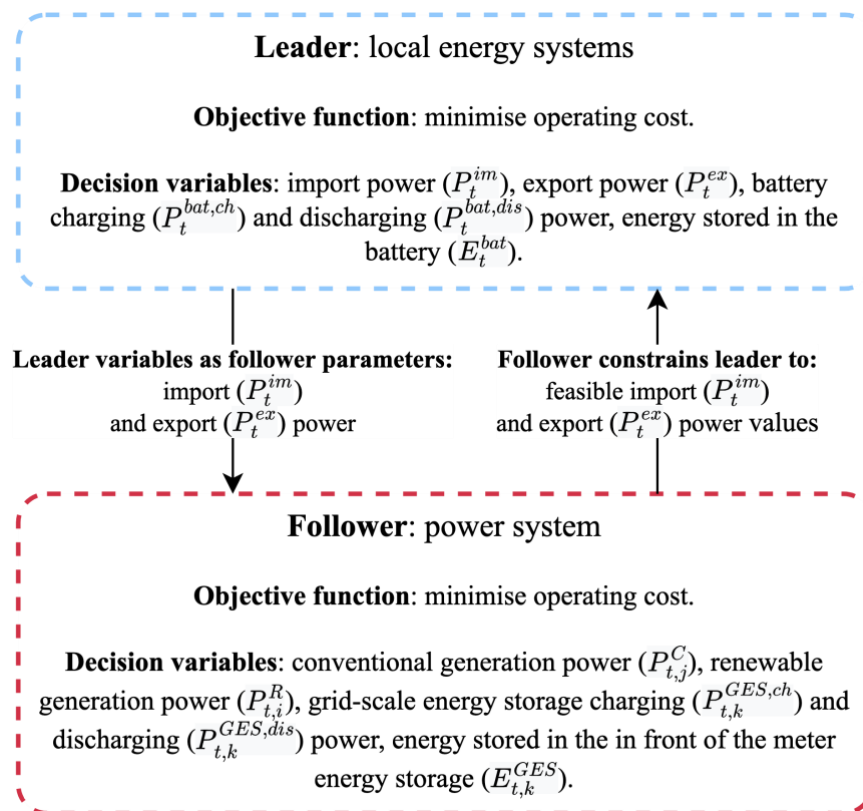 Leader: local energy systems
Objective function: minimise operating cost.
Decision variables: import power (P_t^{im}), export power (P_t^{ex}), battery
charging (P_t^{bat,ch}) and discharging (P_t^{bat,dis}) power, energy stored in the
battery (E_t^{bat}).
Leader variables as follower parameters:
import (P_t^{im})
and export (P_t^{ex}) power
Follower constrains leader to:
feasible import (P_t^{im})
and export (P_t^{ex}) power values
Follower: power system
Objective function: minimise operating cost.
Decision variables: conventional generation power (P_{t,j}^C), renewable
generation power (P_{t,i}^R), grid-scale energy storage charging (P_{t,k}^{GES,ch}) and
discharging (P_{t,k}^{GES,dis}) power, energy stored in the in front of the meter
energy storage (E_{t,k}^{GES}).